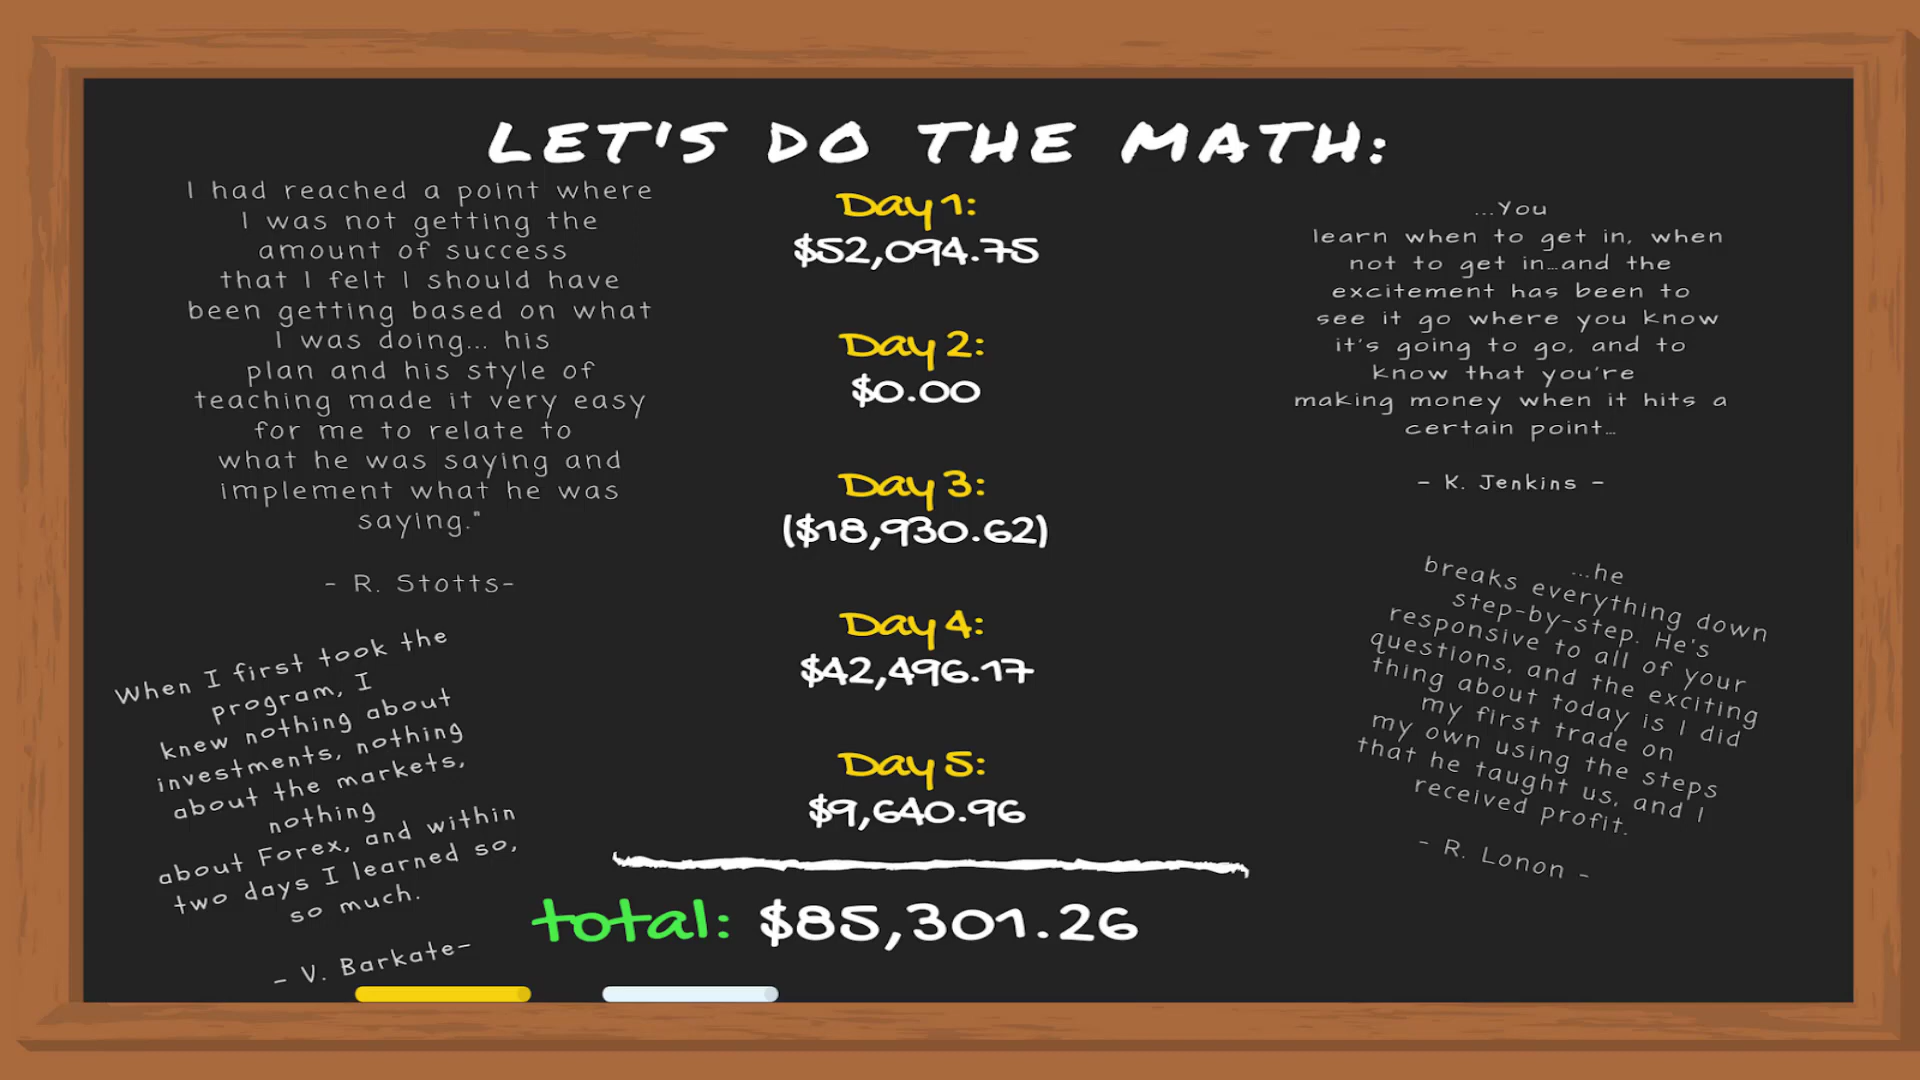 LET'S DO THE MATH:
I had reached a point where
I was not getting the
amount of success
that I felt I should have
been getting based on what
I was doing... his
plan and his style of
teaching made it very easy
for me to relate to
what he was saying and
implement what he was
saying."
- R. Stotts-
When I first took the
program, I
knew nothing about
investments, nothing
about the markets,
nothing
about Forex, and within
two days I learned so,
so much.
- V. Barkate-
Day 1:
$52,094.75
Day 2:
$0.00
Day 3:
($18,930.62)
Day 4:
$42,496.17
Day 5:
$9,640.96
total: $85,301.26
...You
learn when to get in, when
not to get in...and the
excitement has been to
see it go where you know
it's going to go, and to
know that you're
making money when it hits a
certain point...
- K. Jenkins -
...he
breaks everything down
step-by-step. He's
responsive to all of your
questions, and the exciting
thing about today is I did
my first trade on
my own using the steps
that he taught us, and I
received profit.
- R. Lonon -